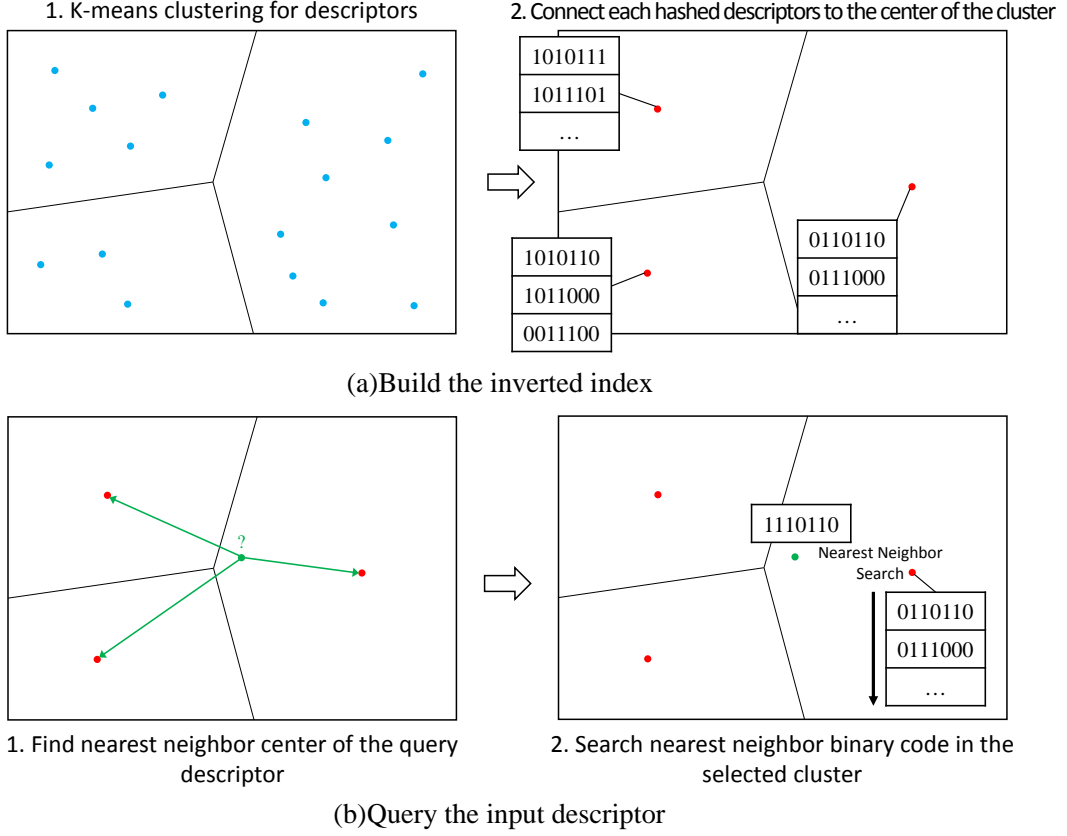 1. K-means clustering for descriptors
2. Connect each hashed descriptors to the center of the cluster
1010111
1011101
…
1010110
1011000
0011100
0110110
0111000
…
(a)Build the inverted index
?
1110110
Nearest Neighbor
Search
0110110
0111000
…
1. Find nearest neighbor center of the query
descriptor
2. Search nearest neighbor binary code in the
selected cluster
(b)Query the input descriptor